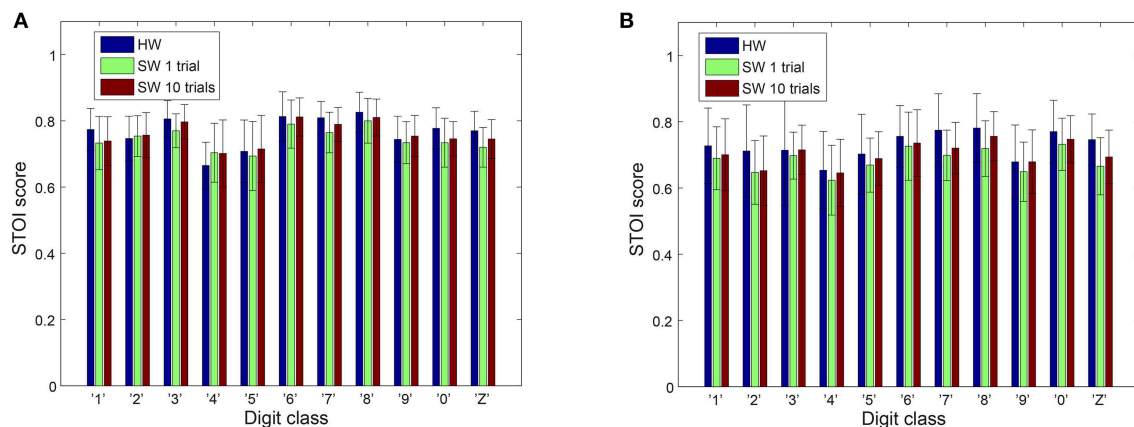 A
HW
SW 1 trial
SW 10 trials
STOI score
1
0.8
0.6
0.4
0.2
0
'1' '2' '3' '4' '5' '6' '7' '8' '9' '0' 'Z'
Digit class
B
HW
SW 1 trial
SW 10 trials
STOI score
1
0.8
0.6
0.4
0.2
0
'1' '2' '3' '4' '5' '6' '7' '8' '9' '0' 'Z'
Digit class